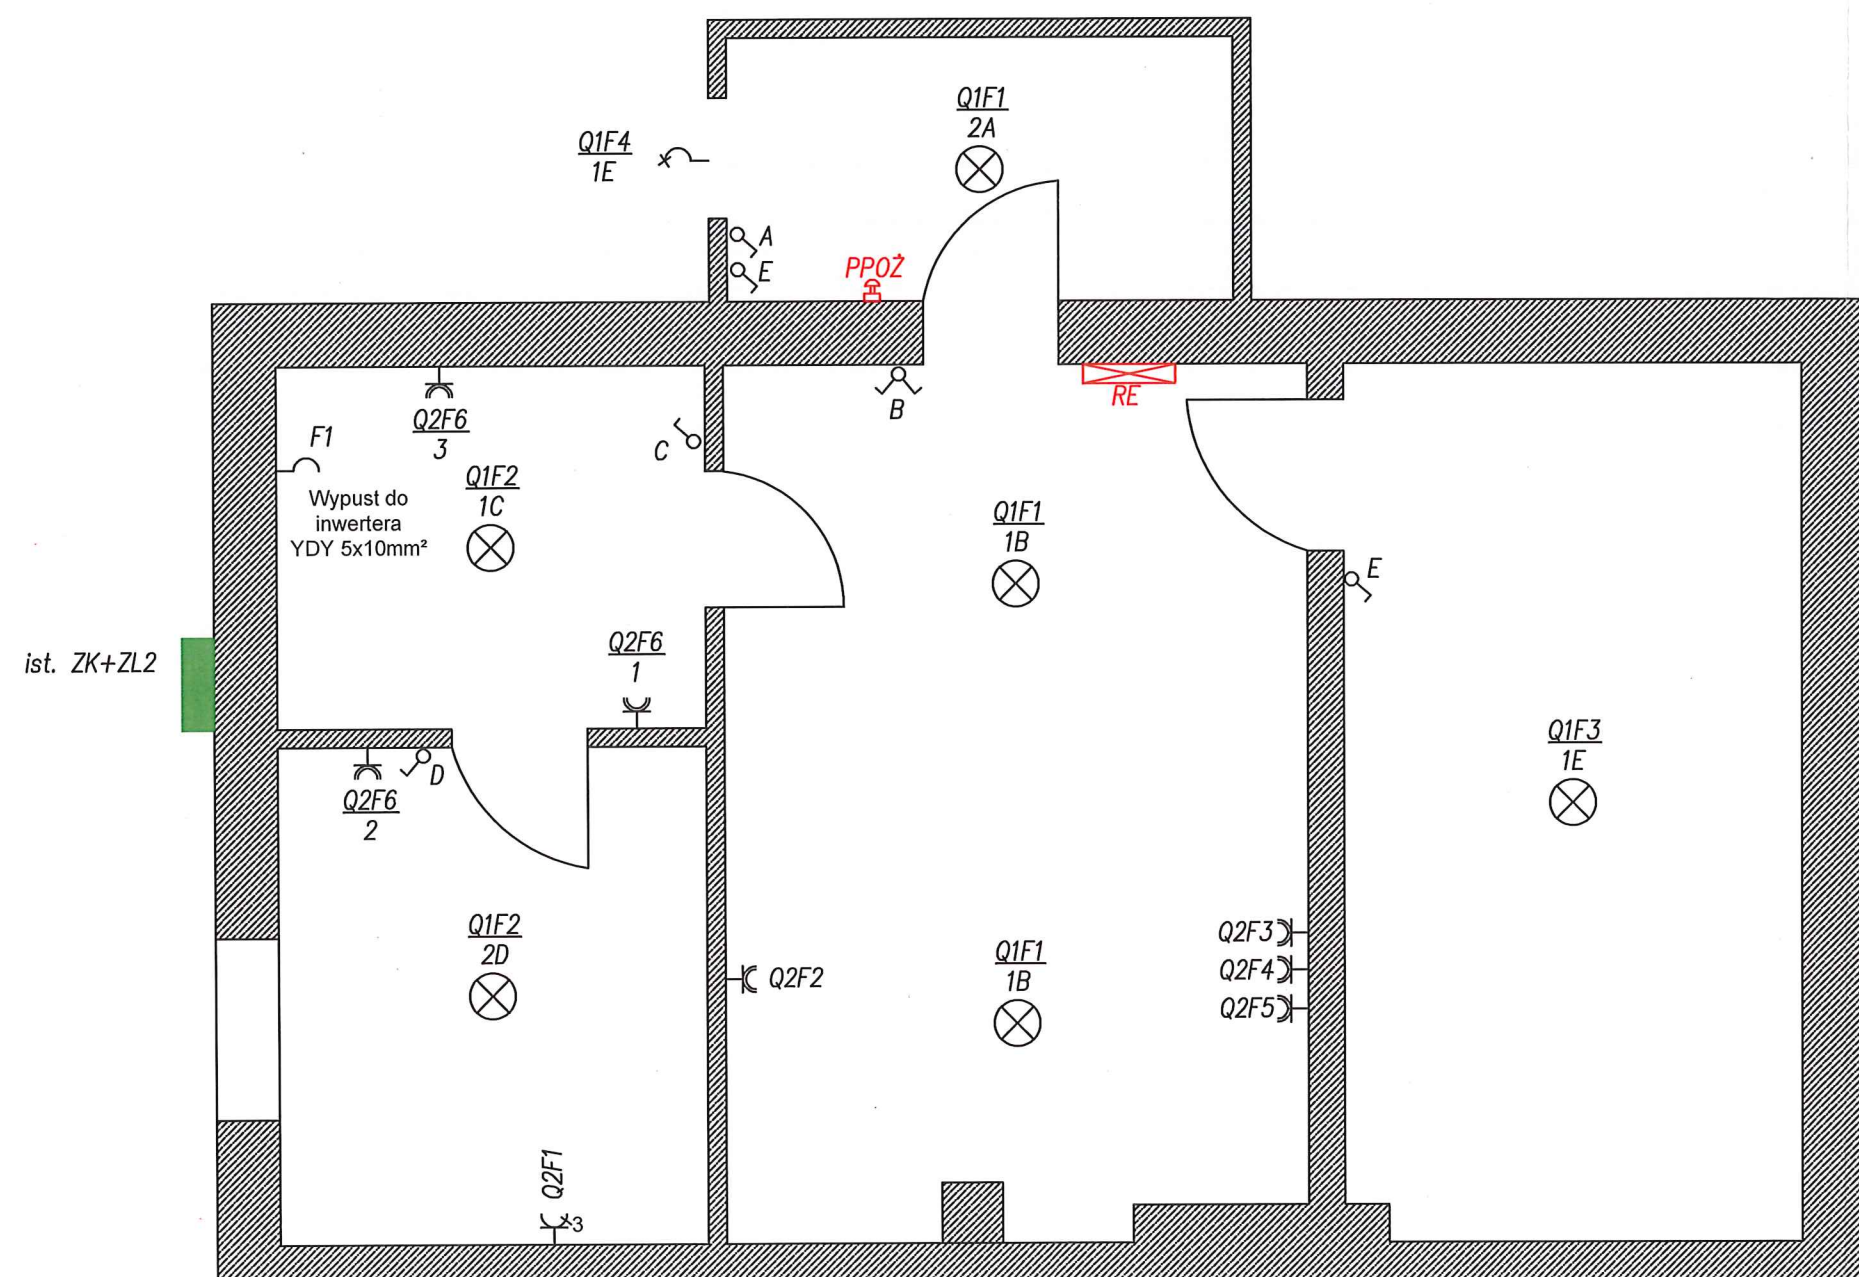 Q1F1
2A
Q1F4
1E
A
E
PPOŻ
RE
B
Q2F6
3
F1
C
Q1F2
1C
Wypust do
inwertera
YDY 5x10mm²
Q1F1
1B
E
ist. ZK+ZL2
Q2F6
1
Q1F3
1E
D
Q2F6
2
Q1F2
2D
Q2F3
Q2F4
Q2F5
Q1F1
1B
Q2F2
Q2F1
3